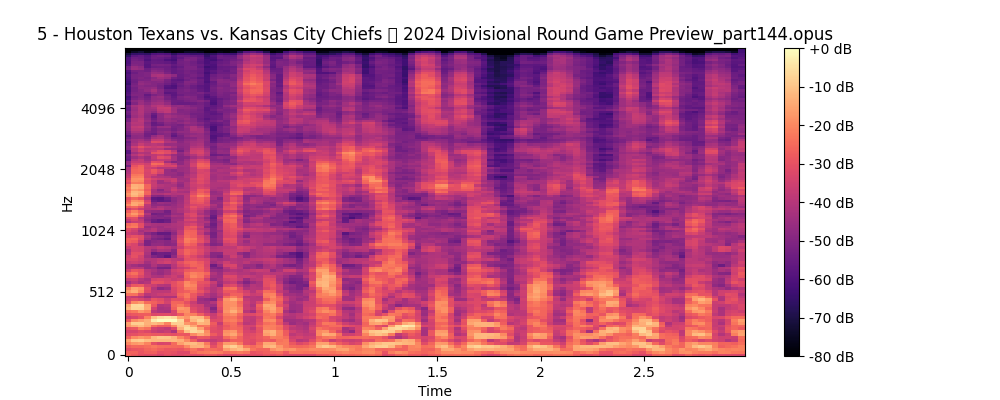 5 - Houston Texans vs. Kansas City Chiefs ▯ 2024 Divisional Round Game Preview_part144.opus
+0 dB
4096
-10 dB
-20 dB
2048
-30 dB
Hz
-40 dB
1024
-50 dB
512
-60 dB
-70 dB
0
-80 dB
0
0.5
1
1.5
2
2.5
Time